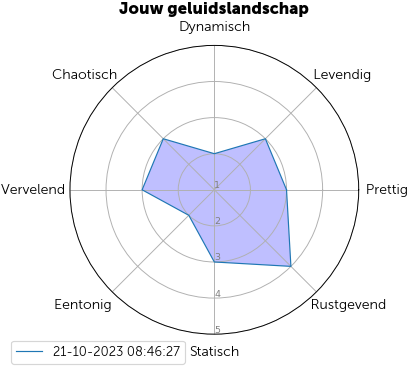 Jouw geluidslandschap
Dynamisch
Chaotisch
Levendig
Vervelend
Prettig
1
2
3
4
5
Eentonig
Rustgevend
21-10-2023 08:46:27
Statisch